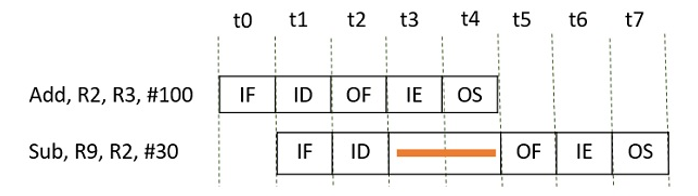 t0 t1 t2 t3 t4 t5 t6 t7
Add, R2, R3, #100 IF ID OF IE OS
Sub, R9, R2, #30 IF ID OF IE OS